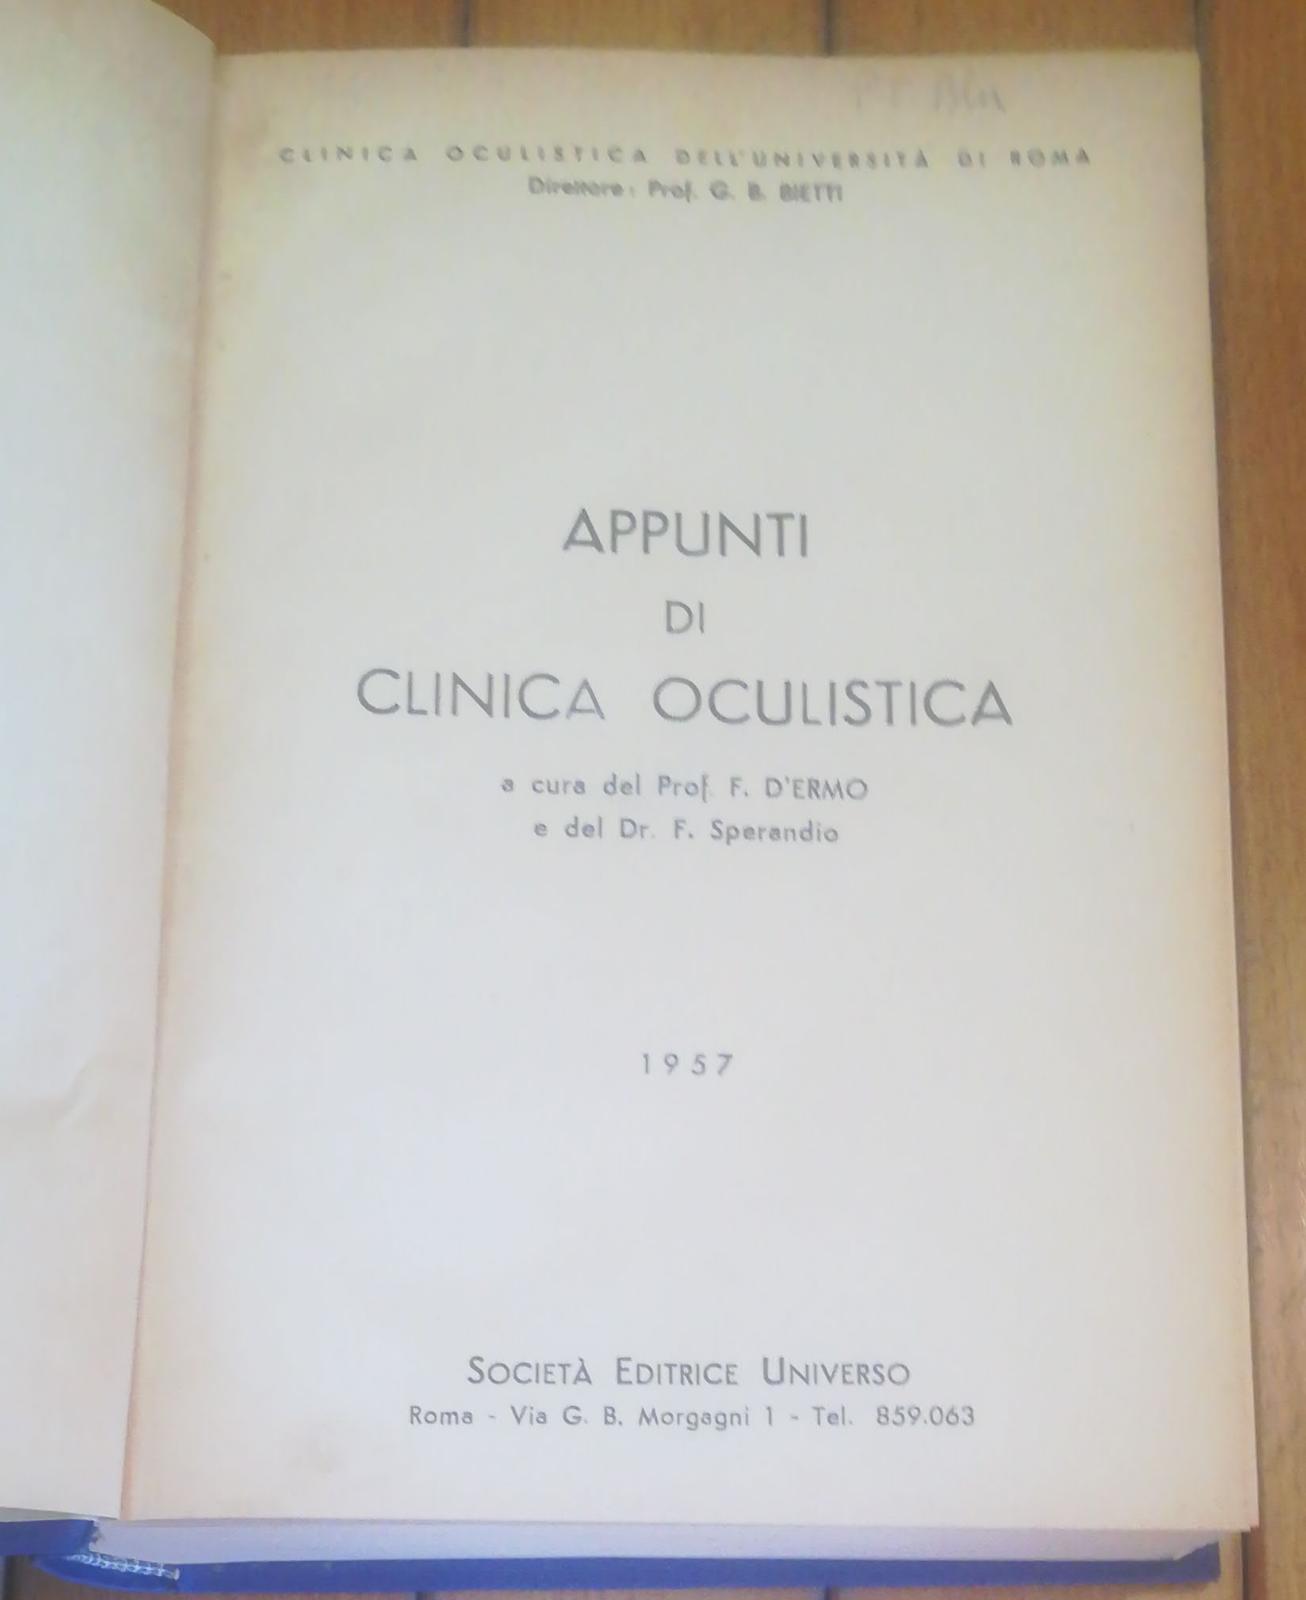 CLINICA OCULISTICA DELL'UNIVERSITÀ DI ROMA
Direttore: Prof. G. B. BIETTI
APPUNTI
DI
CLINICA OCULISTICA
a cura del Prof. F. D'ERMO
e del Dr. F. Sperandio
1957
SOCIETÀ EDITRICE UNIVERSO
Roma - Via G. B. Morgagni 1 - Tel. 859.063